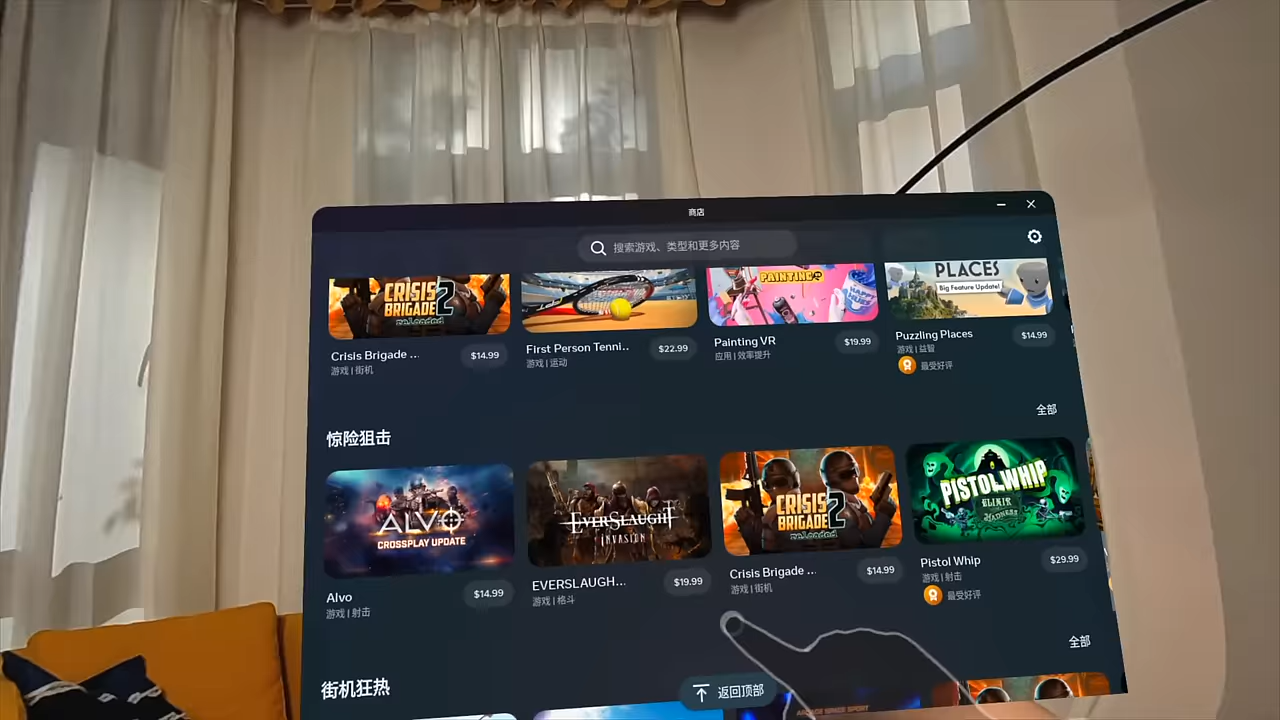 商店
搜索游戏、类型和更多内容
CRISIS
BRIGADE 2
reloaded
PAINTING
PLACES
Big Feature Update!
Crisis Brigade ...
$14.99
游戏 | 街机
First Person Tenni..
$22.99
游戏 | 运动
Painting VR
$19.99
应用 | 效率提升
Puzzling Places
$14.99
游戏 | 益智
最受好评
全部
惊险狙击
ALVO
CROSSPLAY UPDATE
EVERSLAUGHT
INVASION
CRISIS
BRIGADE 2
reloaded
PISTOL WHIP
ELIXIR
OF
MADNESS
Alvo
$14.99
游戏 | 射击
EVERSLAUGH...
$19.99
游戏 | 格斗
Crisis Brigade ...
$14.99
游戏 | 街机
Pistol Whip
$29.99
游戏 | 射击
最受好评
全部
街机狂热
返回顶部